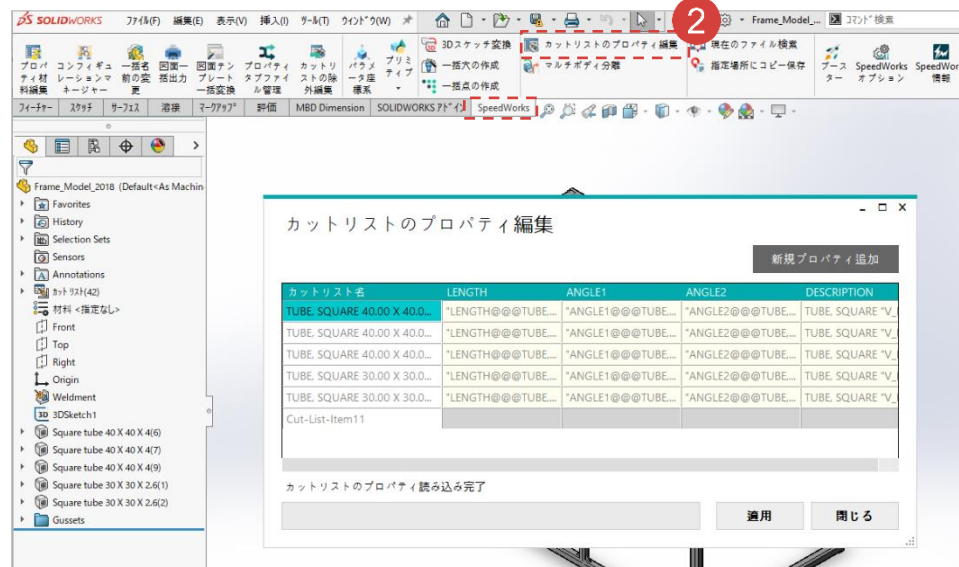 SOLIDWORKS ファイル(F) 編集(E) 表示(V) 挿入(I) ツール(T) ウィンドウ(W) 2 Frame_Model_... コマンド検索
プロパティ材料編集 コンフィギュレーションマネージャー 一括名前の変更 図面一括出力 図面テンプレート一括変換 プロパティタブファイル管理 カットリストの除外編集 パラメータ座標系 プリミティブ
3Dスケッチ変換 カットリストのプロパティ編集 現在のファイル検索
一括穴の作成 マルチボディ分離 指定場所にコピー保存
一括点の作成
ブースター SpeedWorks オプション SpeedWor 情報
フィーチャー スケッチ サーフェス 溶接 マークアップ 評価 MBD Dimension SOLIDWORKS アドイン SpeedWorks
Frame_Model_2018 (Default<As Machin
Favorites
History
Selection Sets
Sensors
Annotations
カット リスト(42)
材料 <指定なし>
Front
Top
Right
Origin
Weldment
3D 3DSketch1
Square tube 40 X 40 X 4(6)
Square tube 40 X 40 X 4(7)
Square tube 40 X 40 X 4(9)
Square tube 30 X 30 X 2.6(1)
Square tube 30 X 30 X 2.6(2)
Gussets
カットリストのプロパティ編集
新規プロパティ追加
カットリスト名 LENGTH ANGLE1 ANGLE2 DESCRIPTION
TUBE, SQUARE 40.00 X 40.0... "LENGTH@@@TUBE,... "ANGLE1@@@TUBE,... "ANGLE2@@@TUBE,... TUBE, SQUARE "V_
TUBE, SQUARE 40.00 X 40.0... "LENGTH@@@TUBE,... "ANGLE1@@@TUBE,... "ANGLE2@@@TUBE,... TUBE, SQUARE "V_
TUBE, SQUARE 40.00 X 40.0... "LENGTH@@@TUBE,... "ANGLE1@@@TUBE,... "ANGLE2@@@TUBE,... TUBE, SQUARE "V_
TUBE, SQUARE 30.00 X 30.0... "LENGTH@@@TUBE,... "ANGLE1@@@TUBE,... "ANGLE2@@@TUBE,... TUBE, SQUARE "V_
TUBE, SQUARE 30.00 X 30.0... "LENGTH@@@TUBE,... "ANGLE1@@@TUBE,... "ANGLE2@@@TUBE,... TUBE, SQUARE "V_
Cut-List-Item11
カットリストのプロパティ読み込み完了
適用 閉じる